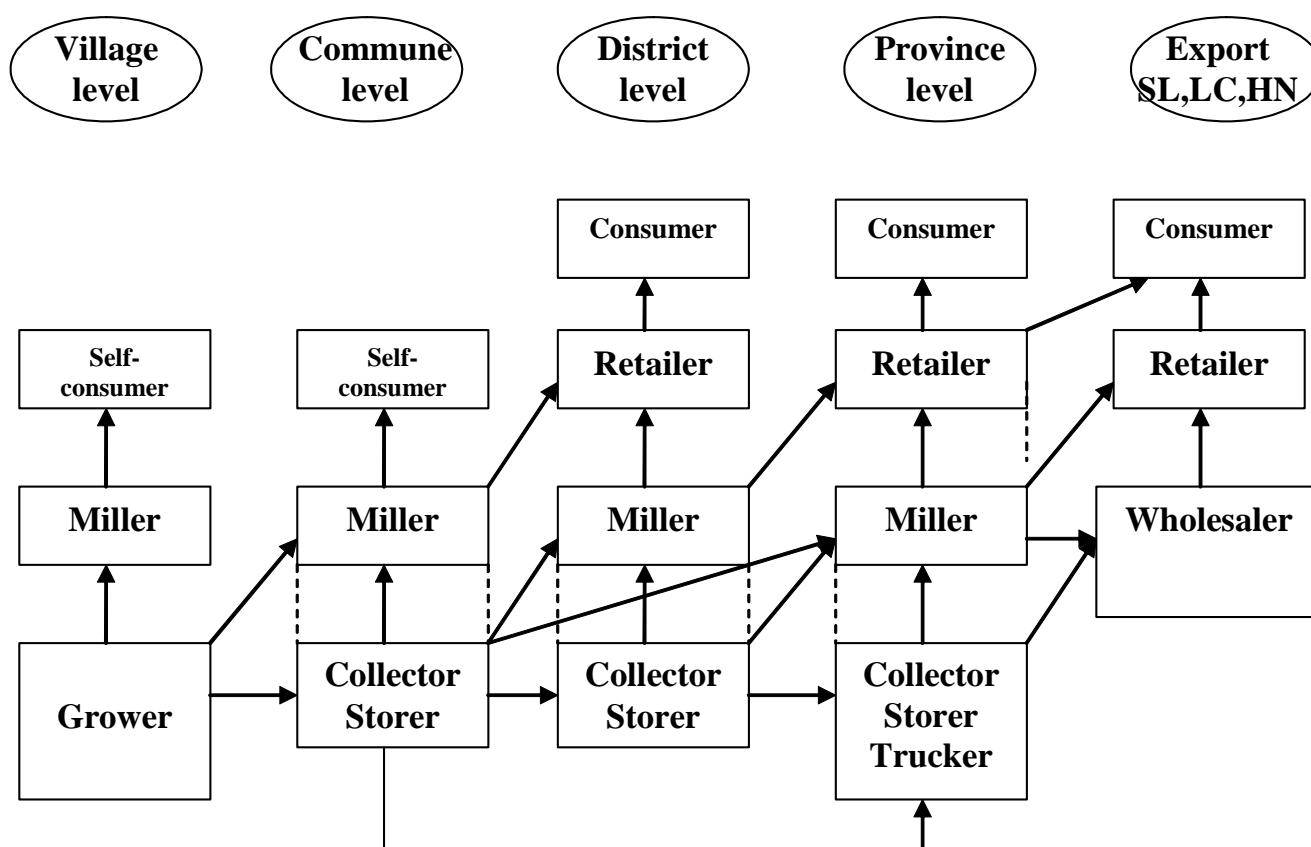 Village
level
Commune
level
District
level
Province
level
Export
SL,LC,HN
Consumer
Consumer
Consumer
Self-
consumer
Self-
consumer
Retailer
Retailer
Retailer
Miller
Miller
Miller
Miller
Wholesaler
Grower
Collector
Storer
Collector
Storer
Collector
Storer
Trucker